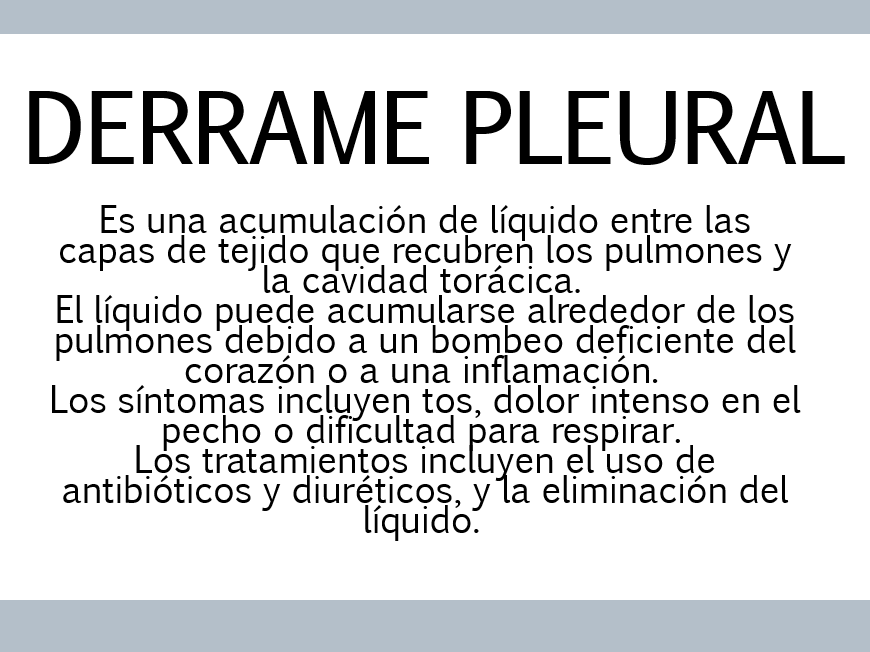 DERRAME PLEURAL
Es una acumulación de líquido entre las
capas de tejido que recubren los pulmones y
la cavidad torácica.
El líquido puede acumularse alrededor de los
pulmones debido a un bombeo deficiente del
corazón o a una inflamación.
Los síntomas incluyen tos, dolor intenso en el
pecho o dificultad para respirar.
Los tratamientos incluyen el uso de
antibióticos y diuréticos, y la eliminación del
líquido.